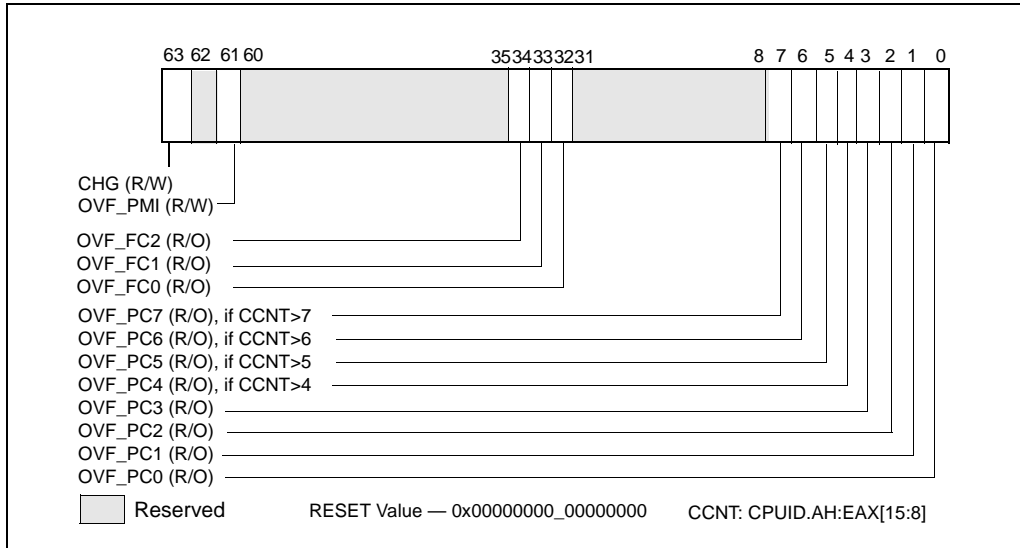 63 62 61 60 35 34 33 32 31 8 7 6 5 4 3 2 1 0
CHG (R/W)
OVF_PMI (R/W)
OVF_FC2 (R/O)
OVF_FC1 (R/O)
OVF_FC0 (R/O)
OVF_PC7 (R/O), if CCNT>7
OVF_PC6 (R/O), if CCNT>6
OVF_PC5 (R/O), if CCNT>5
OVF_PC4 (R/O), if CCNT>4
OVF_PC3 (R/O)
OVF_PC2 (R/O)
OVF_PC1 (R/O)
OVF_PC0 (R/O)
Reserved RESET Value — 0x00000000_00000000 CCNT: CPUID.AH:EAX[15:8]